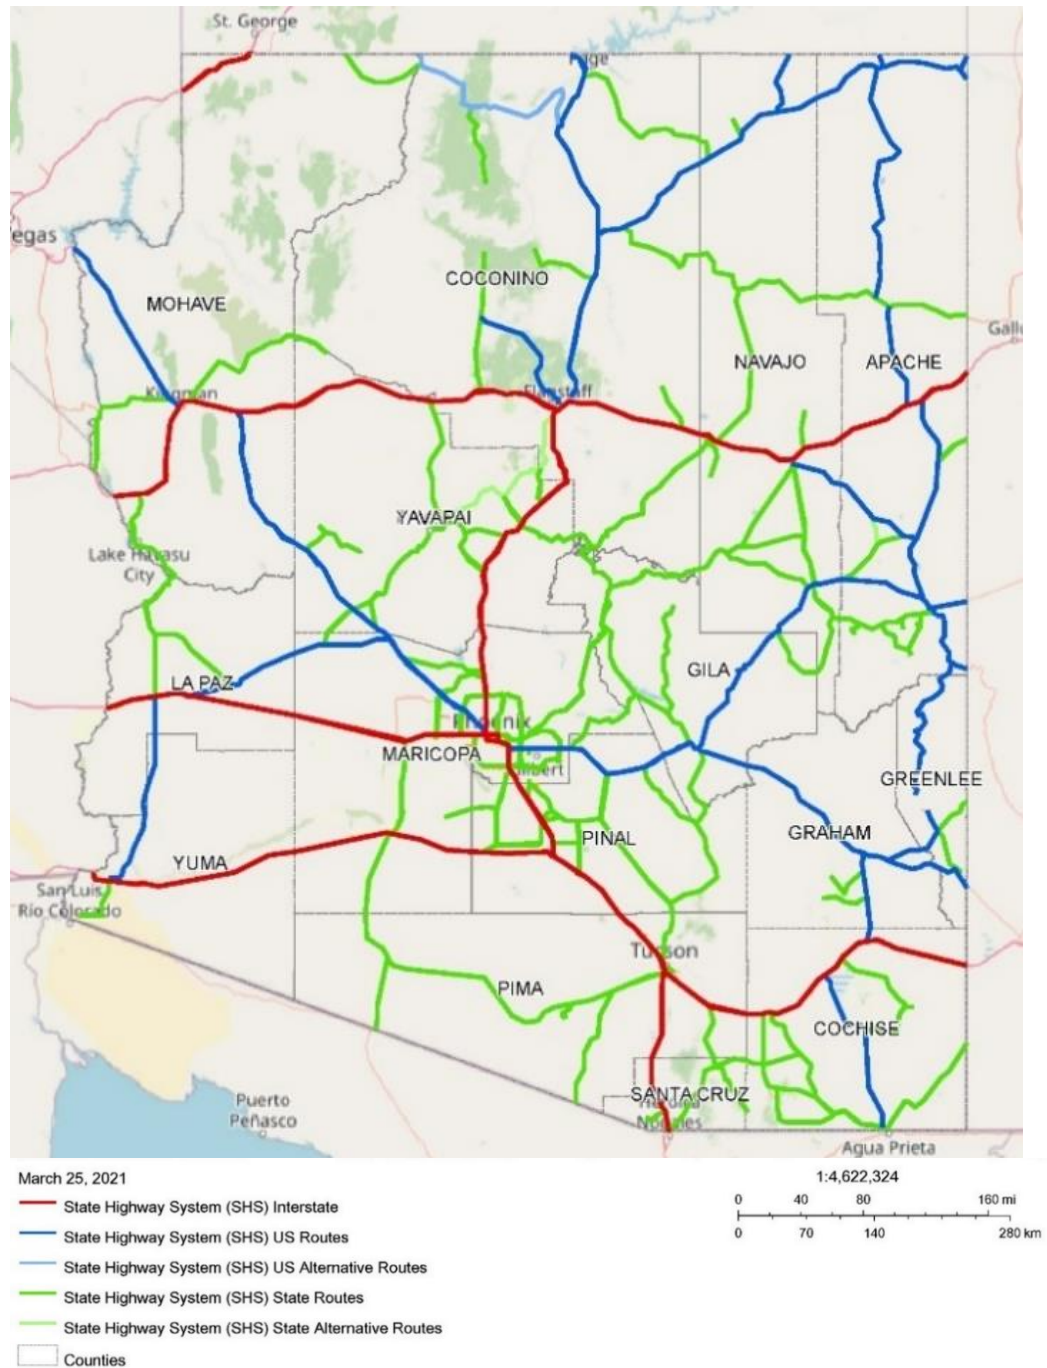 St. George
egas
COCONINO
MOHAVE
Gallu
NAVAJO
APACHE
Kingman
Flagstaff
YAVAPAI
Lake Havasu
City
GILA
LA PAZ
Phoenix
MARICOPA
ilbert
GREENLEE
GRAHAM
PINAL
YUMA
San Luis
Río Colorado
Tucson
PIMA
COCHISE
SANTA CRUZ
Puerto
Peñasco
Heroica
Nogales
Agua Prieta
March 25, 2021
1:4,622,324
0 40 80 160 mi
0 70 140 280 km
State Highway System (SHS) Interstate
State Highway System (SHS) US Routes
State Highway System (SHS) US Alternative Routes
State Highway System (SHS) State Routes
State Highway System (SHS) State Alternative Routes
Counties